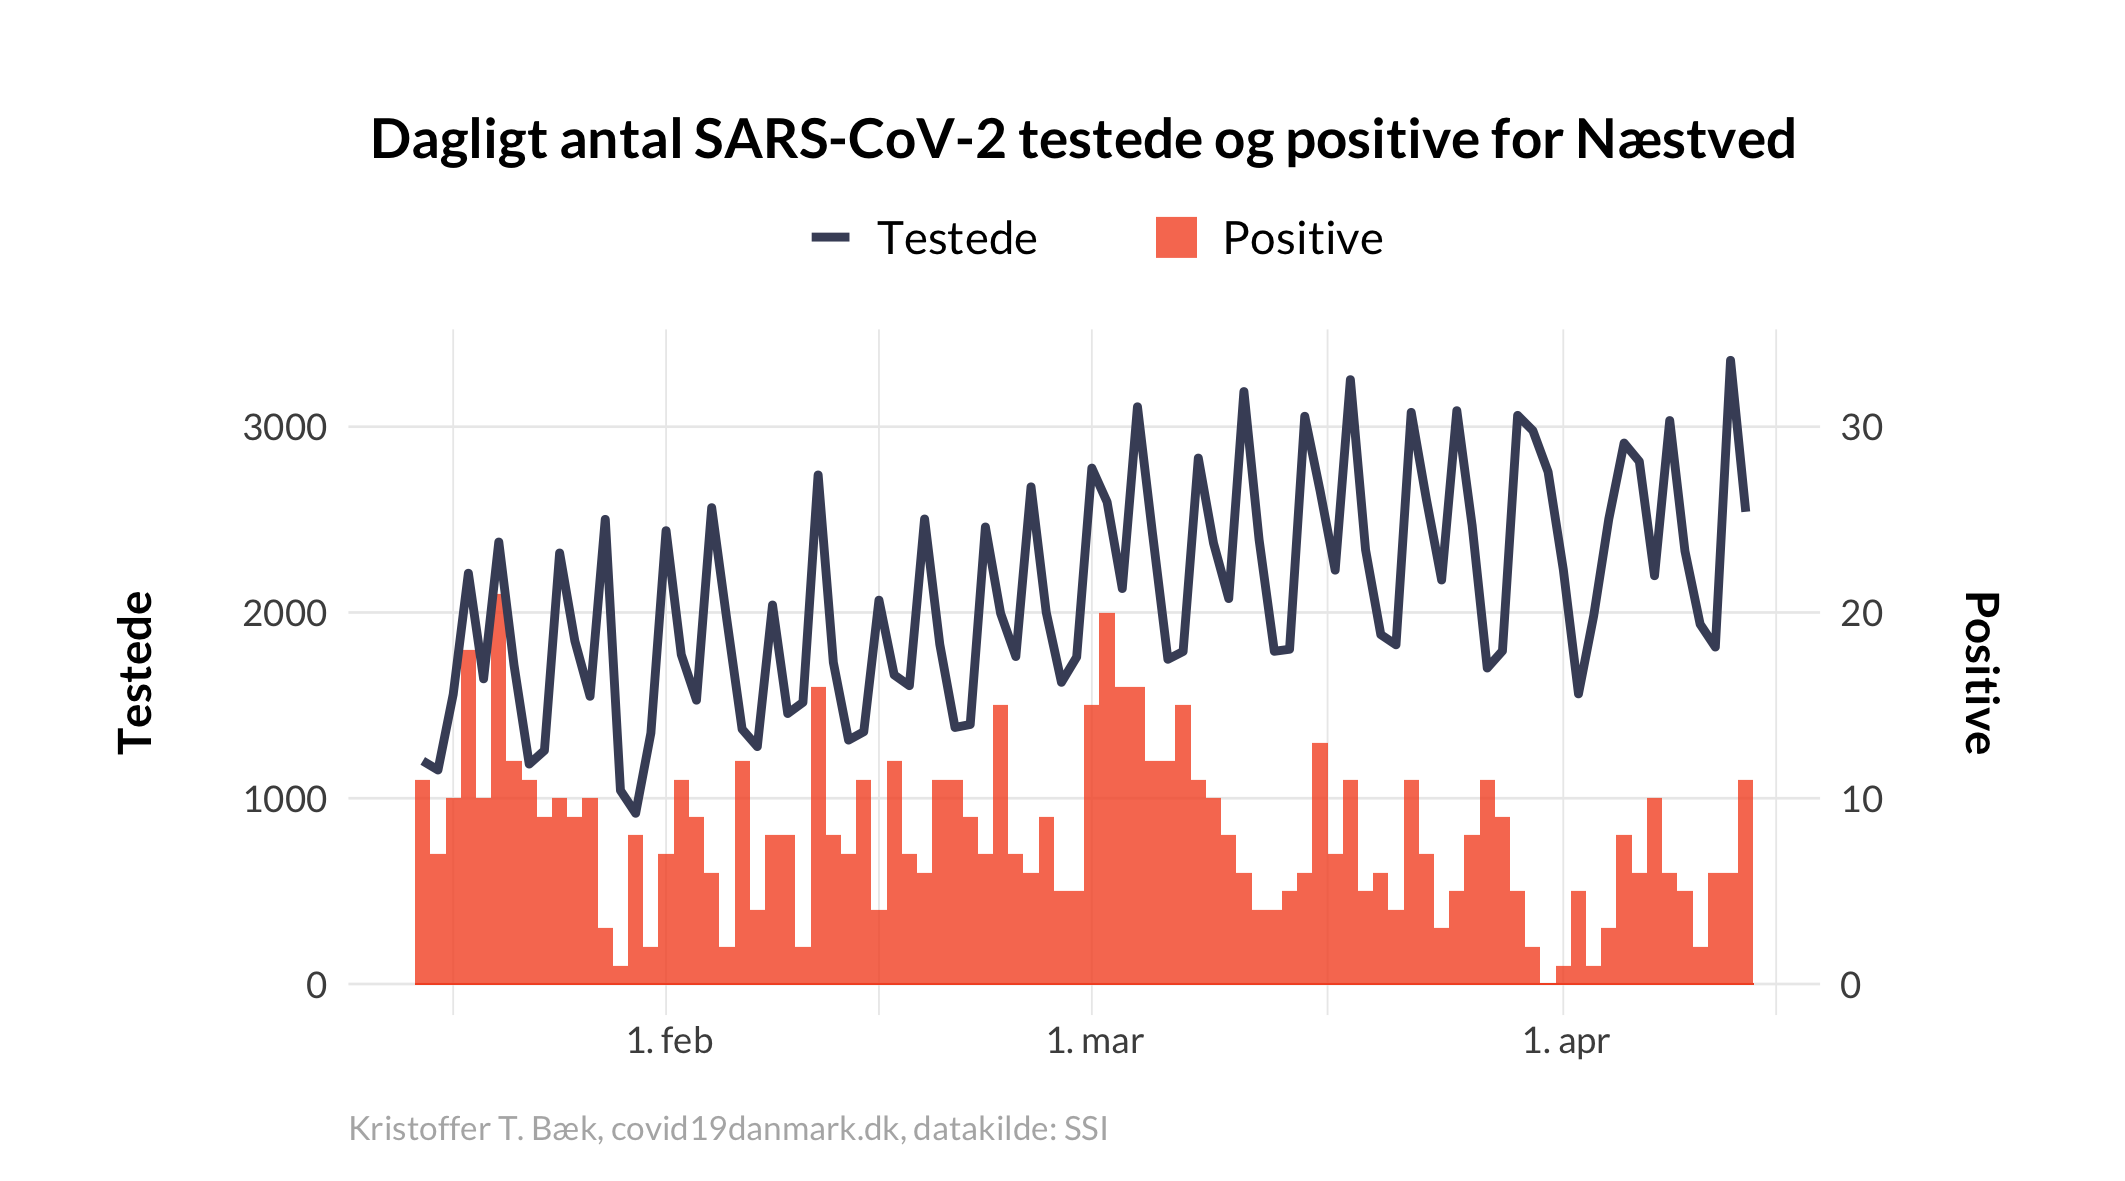 Dagligt antal SARS-CoV-2 testede og positive for Næstved
Testede
Positive
3000
2000
1000
0
30
20
10
0
Testede
Positive
1. feb
1. mar
1. apr
Kristoffer T. Bæk, covid19danmark.dk, datakilde: SSI